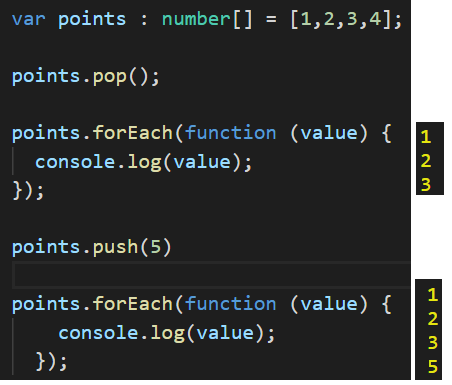 var points : number[] = [1,2,3,4];
points.pop();
points.forEach(function (value) {
  console.log(value);
});
1
2
3
points.push(5)
points.forEach(function (value) {
    console.log(value);
  });
1
2
3
5